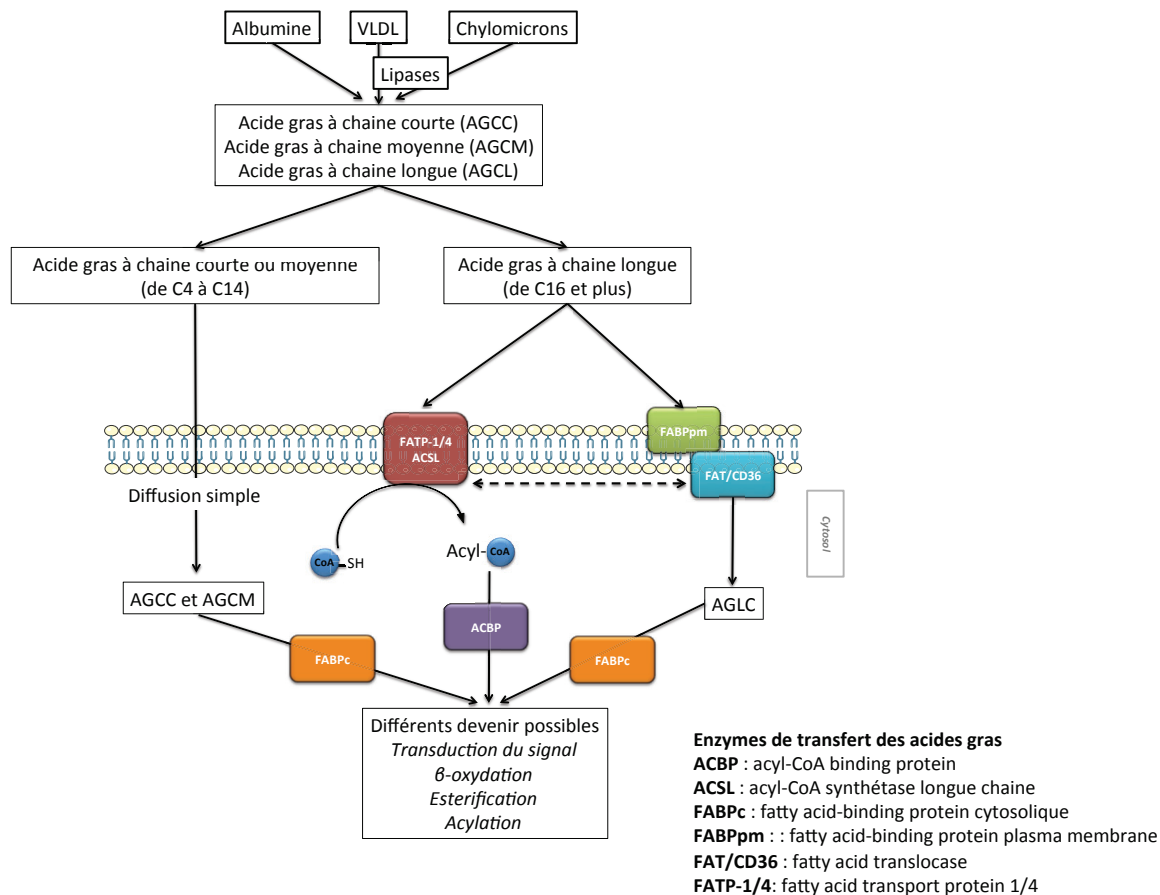 Albumine
VLDL
Chylomicrons
Lipases
Acide gras à chaine courte (AGCC)
Acide gras à chaine moyenne (AGCM)
Acide gras à chaine longue (AGCL)
Acide gras à chaine courte ou moyenne
(de C4 à C14)
Acide gras à chaine longue
(de C16 et plus)
FATP-1/4
ACSL
FABPpm
FAT/CD36
Diffusion simple
Cytosol
CoA-SH
Acyl-CoA
AGCC et AGCM
AGLC
ACBP
FABPc
FABPc
Différents devenir possibles
Transduction du signal
β-oxydation
Esterification
Acylation
Enzymes de transfert des acides gras
ACBP : acyl-CoA binding protein
ACSL : acyl-CoA synthétase longue chaine
FABPc : fatty acid-binding protein cytosolique
FABPpm : : fatty acid-binding protein plasma membrane
FAT/CD36 : fatty acid translocase
FATP-1/4: fatty acid transport protein 1/4